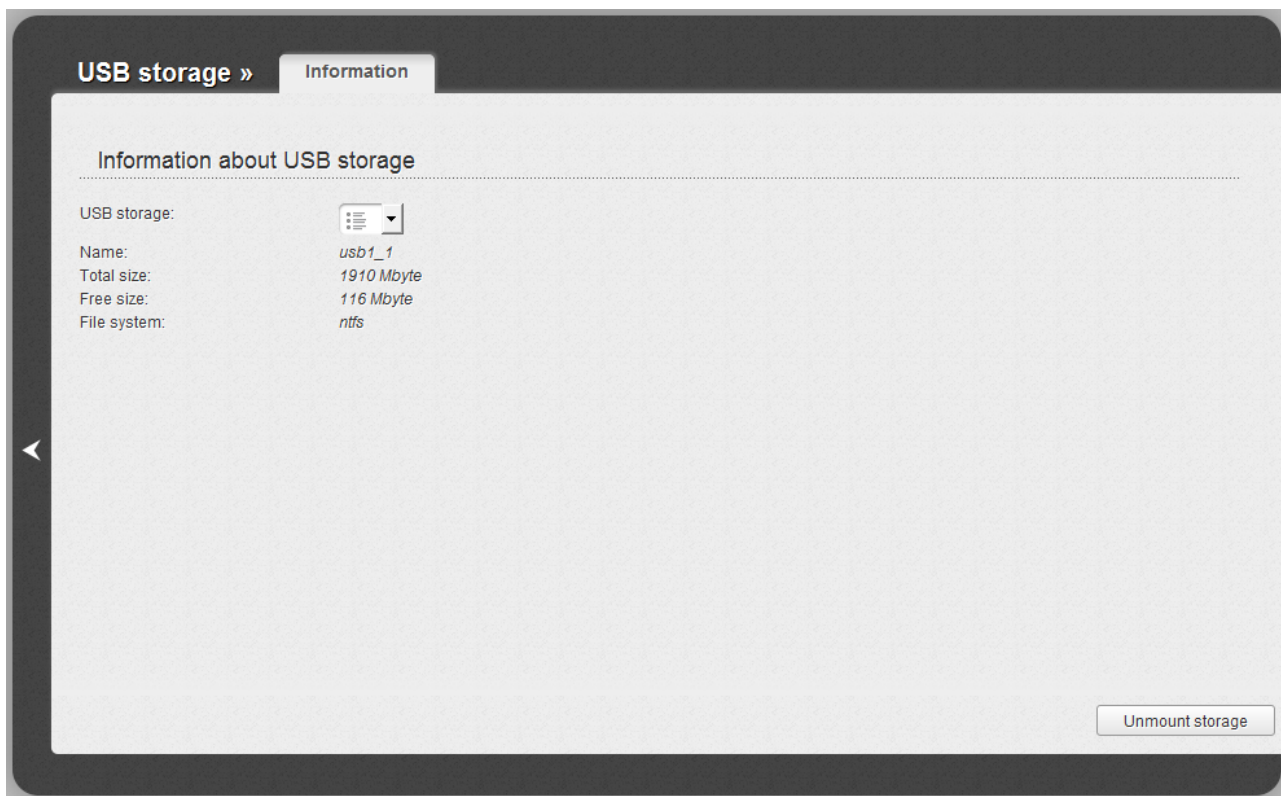 USB storage » Information
Information about USB storage
USB storage:
Name: usb1_1
Total size: 1910 Mbyte
Free size: 116 Mbyte
File system: ntfs
Unmount storage